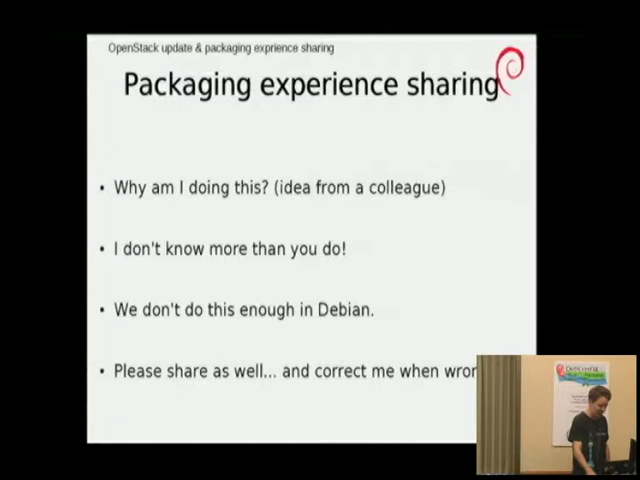 OpenStack update & packaging exprience sharing
Packaging experience sharing
• Why am I doing this? (idea from a colleague)
• I don't know more than you do!
• We don't do this enough in Debian.
• Please share as well... and correct me when wron